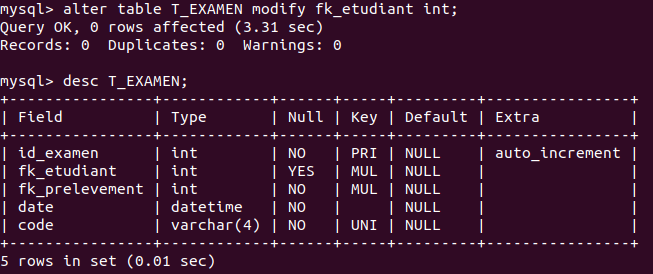 mysql> alter table T_EXAMEN modify fk_etudiant int;
Query OK, 0 rows affected (3.31 sec)
Records: 0  Duplicates: 0  Warnings: 0

mysql> desc T_EXAMEN;
+----------------+------------+------+-----+---------+----------------+
| Field          | Type       | Null | Key | Default | Extra          |
+----------------+------------+------+-----+---------+----------------+
| id_examen      | int        | NO   | PRI | NULL    | auto_increment |
| fk_etudiant    | int        | YES  | MUL | NULL    |                |
| fk_prelevement | int        | NO   | MUL | NULL    |                |
| date           | datetime   | NO   |     | NULL    |                |
| code           | varchar(4) | NO   | UNI | NULL    |                |
+----------------+------------+------+-----+---------+----------------+
5 rows in set (0.01 sec)